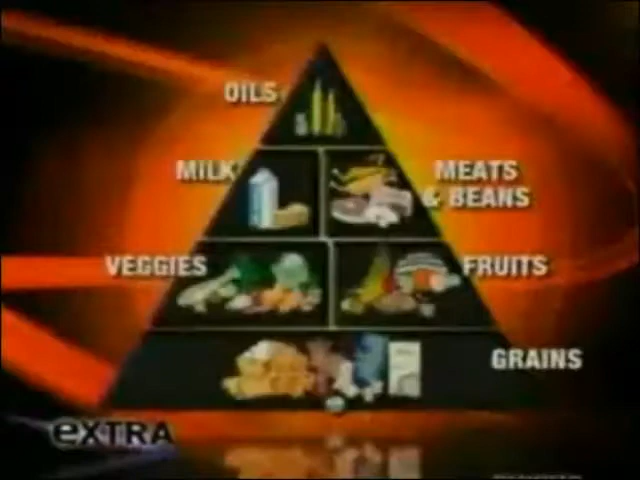 OILS
MILK
MEATS
& BEANS
VEGGIES
FRUITS
GRAINS
eXTRA